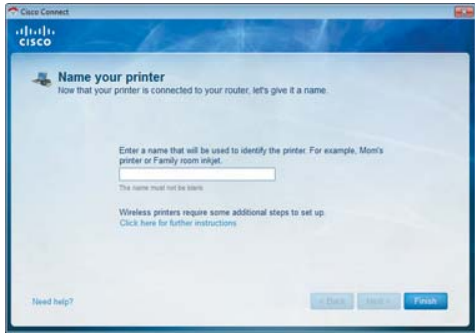 Cisco Connect
CISCO
Name your printer
Now that your printer is connected to your router, let's give it a name.
Enter a name that will be used to identify the printer. For example, Mom's
printer or Family room inkjet.
The name must not be blank
Wireless printers require some additional steps to set up.
Click here for further instructions
Need help?
< Back
Next >
Finish